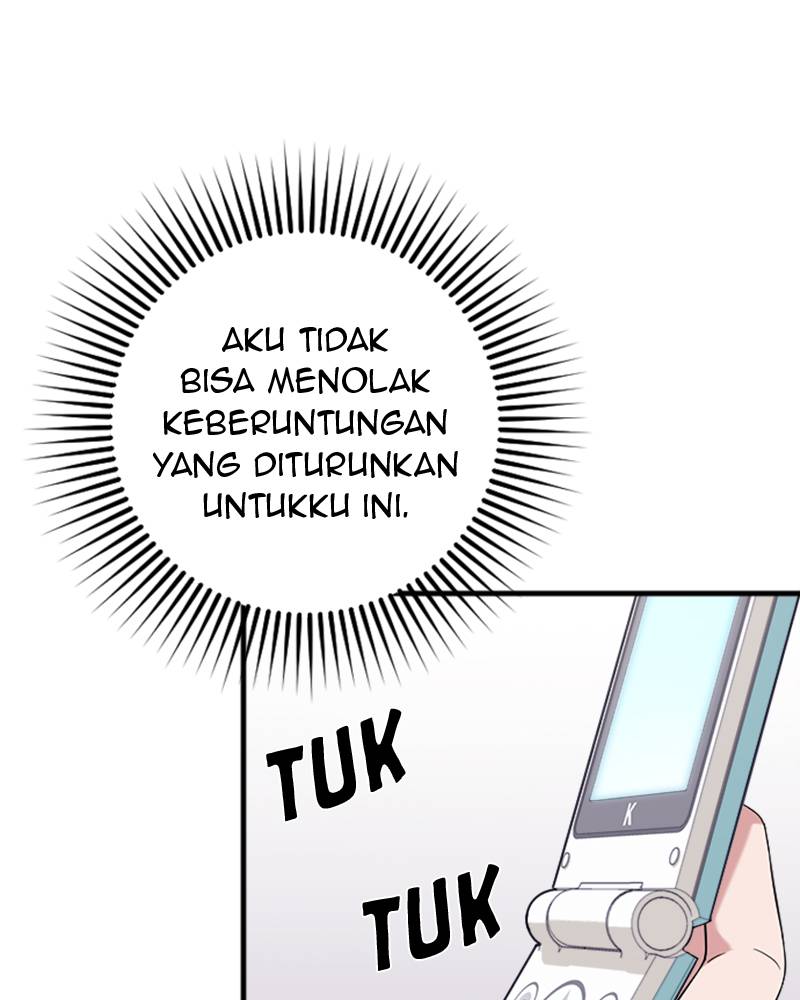 AKU TIDAK
BISA MENOLAK
KEBERUNTUNGAN
YANG DITURUNKAN
UNTUKKU INI.
TUK
K
TUK